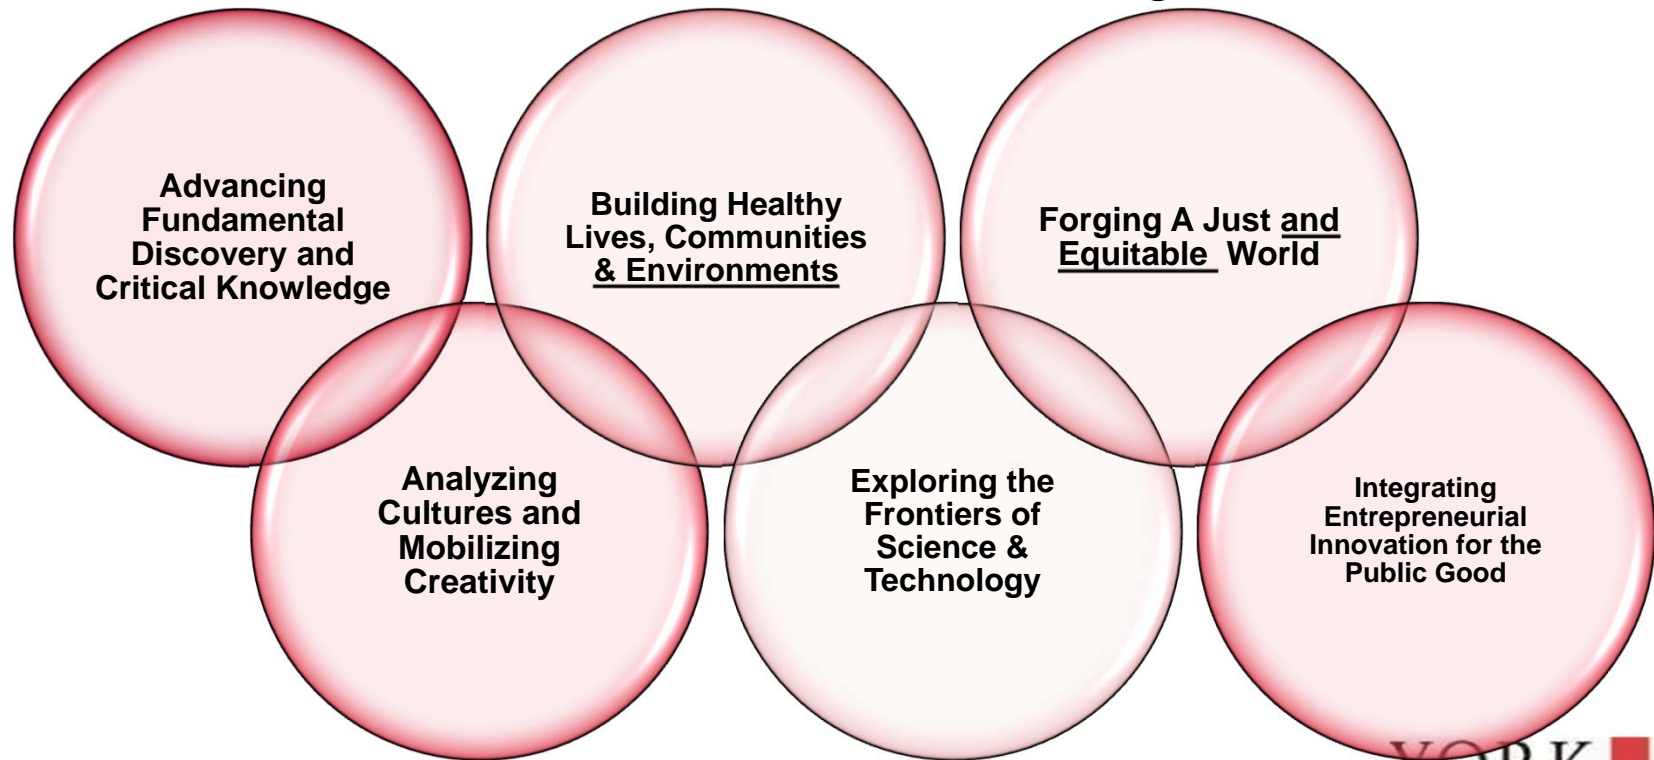 Advancing
Fundamental
Discovery and
Critical Knowledge
Building Healthy
Lives, Communities
& Environments
Forging A Just and
Equitable World
Analyzing
Cultures and
Mobilizing
Creativity
Exploring the
Frontiers of
Science &
Technology
Integrating
Entrepreneurial
Innovation for the
Public Good
YORK